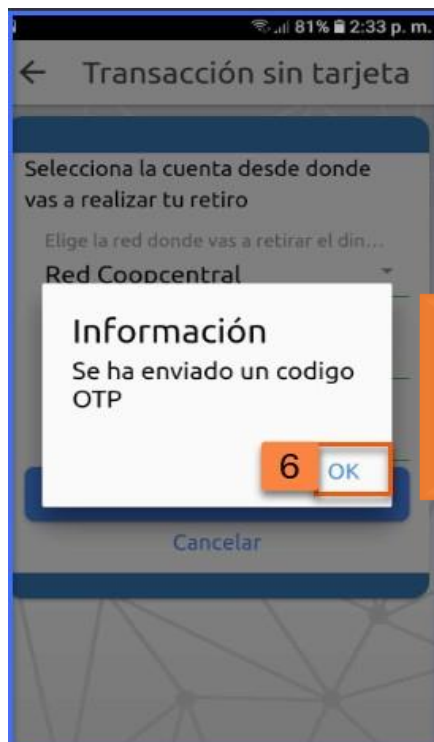 81% 2:33 p. m.
Transacción sin tarjeta
Selecciona la cuenta desde donde
vas a realizar tu retiro
Elige la red donde vas a retirar el din...
Red Coopcentral
Información
Se ha enviado un codigo
OTP
6 OK
Cancelar